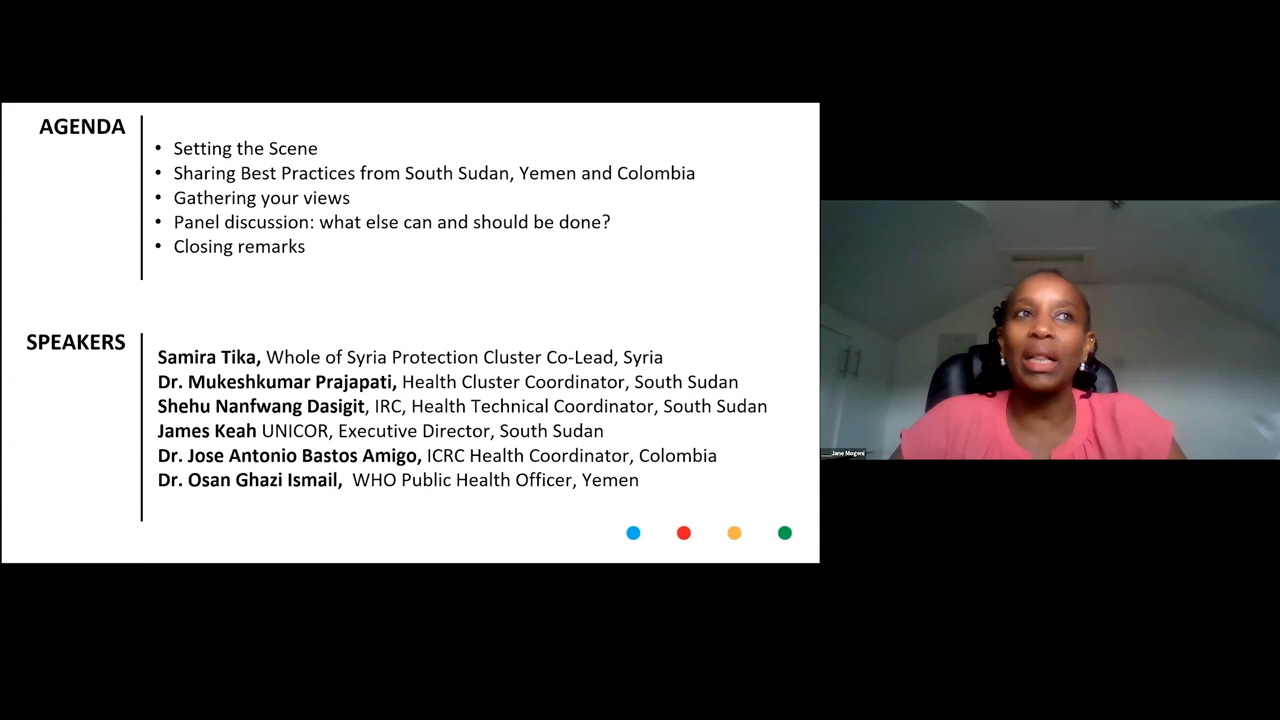 AGENDA
• Setting the Scene
• Sharing Best Practices from South Sudan, Yemen and Colombia
• Gathering your views
• Panel discussion: what else can and should be done?
• Closing remarks
SPEAKERS
Samira Tika, Whole of Syria Protection Cluster Co-Lead, Syria
Dr. Mukeshkumar Prajapati, Health Cluster Coordinator, South Sudan
Shehu Nanfwang Dasigit, IRC, Health Technical Coordinator, South Sudan
James Keah UNICOR, Executive Director, South Sudan
Dr. Jose Antonio Bastos Amigo, ICRC Health Coordinator, Colombia
Dr. Osan Ghazi Ismail, WHO Public Health Officer, Yemen
Jane Mogeni